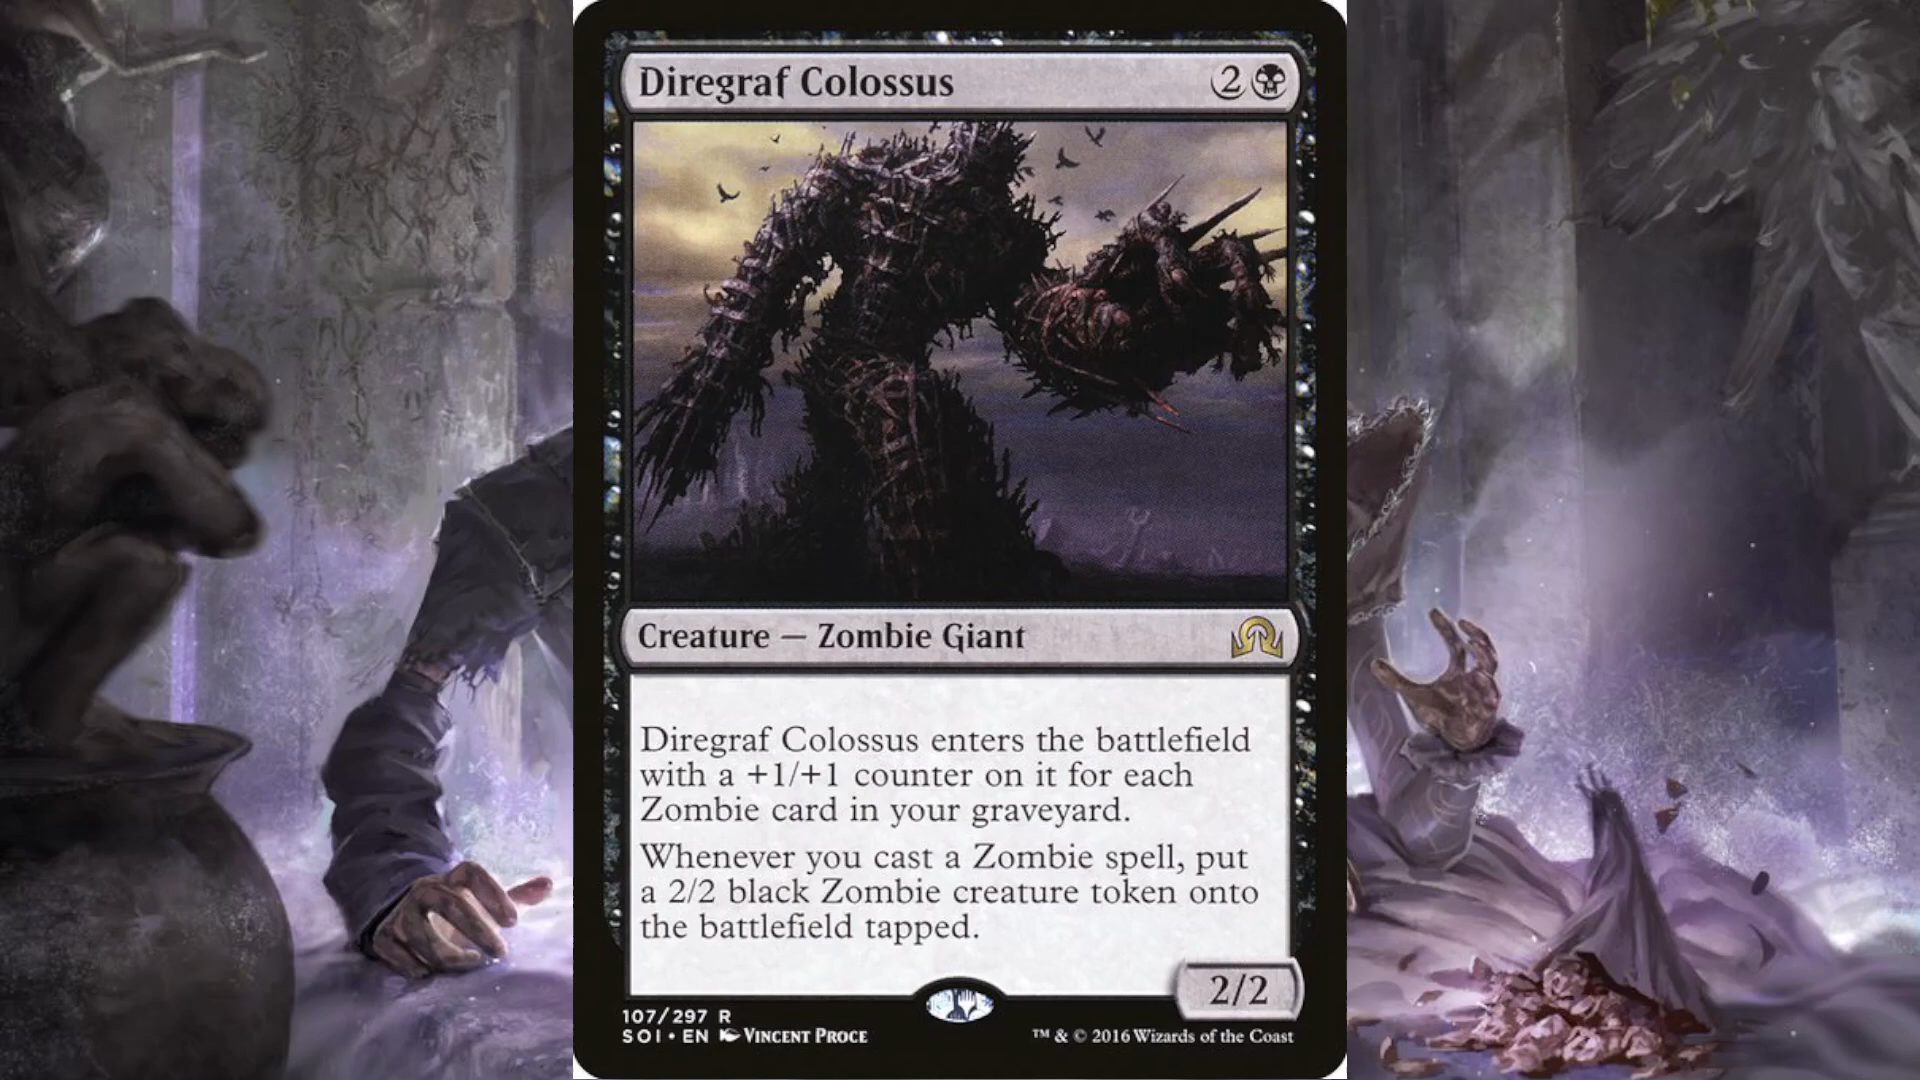 Diregraf Colossus 2
Creature — Zombie Giant
Diregraf Colossus enters the battlefield
with a +1/+1 counter on it for each
Zombie card in your graveyard.
Whenever you cast a Zombie spell, put
a 2/2 black Zombie creature token onto
the battlefield tapped.
2/2
107/297 R
SOI • EN VINCENT PROCE
™ & © 2016 Wizards of the Coast